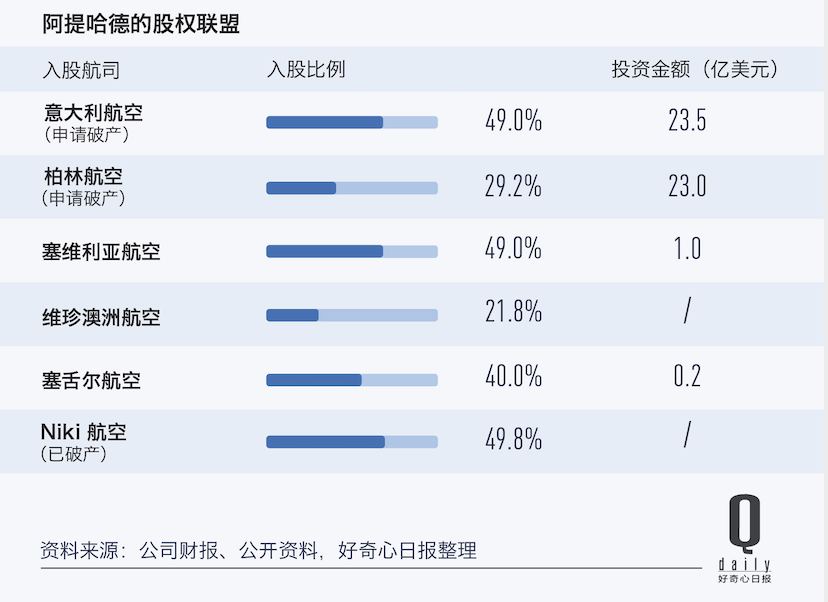 阿提哈德的股权联盟
入股航司 入股比例 投资金额（亿美元）
意大利航空 49.0% 23.5
（申请破产）
柏林航空 29.2% 23.0
（申请破产）
塞维利亚航空 49.0% 1.0
维珍澳洲航空 21.8% /
塞舌尔航空 40.0% 0.2
Niki 航空 49.8% /
（已破产）
资料来源：公司财报、公开资料，好奇心日报整理
Q
daily
好奇心日报